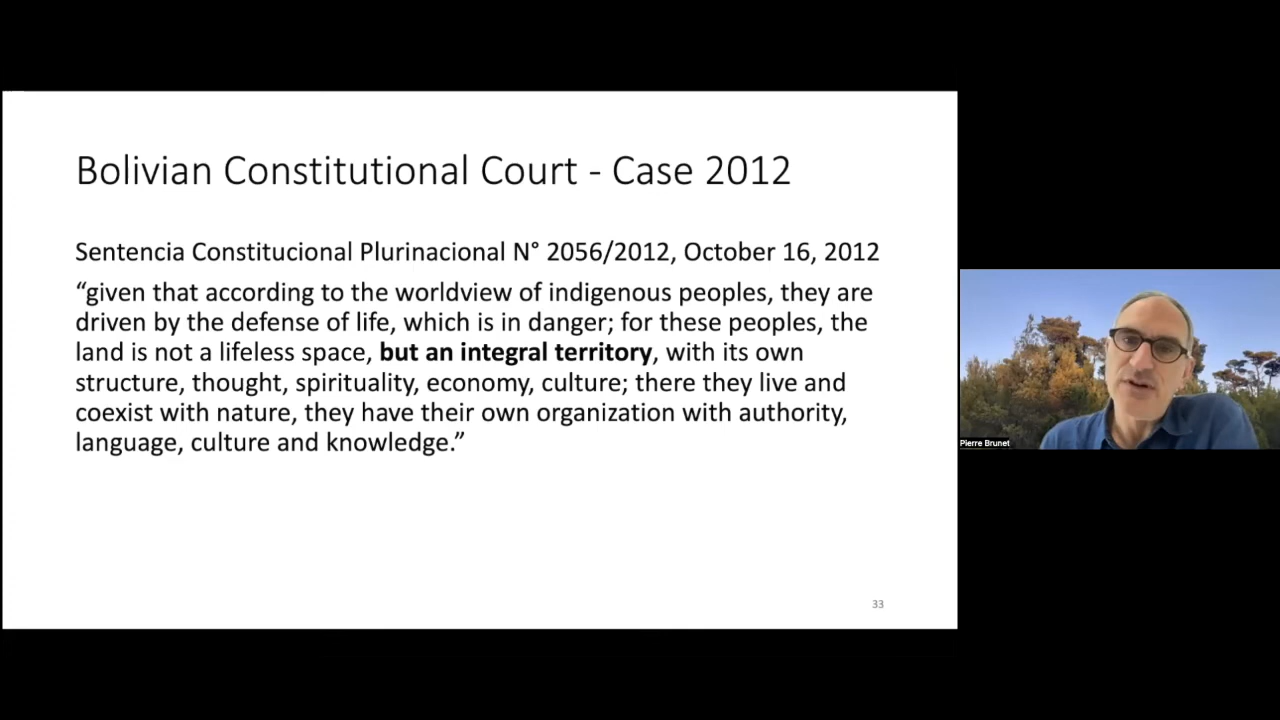 Bolivian Constitutional Court - Case 2012
Sentencia Constitucional Plurinacional N° 2056/2012, October 16, 2012
“given that according to the worldview of indigenous peoples, they are
driven by the defense of life, which is in danger; for these peoples, the
land is not a lifeless space, but an integral territory, with its own
structure, thought, spirituality, economy, culture; there they live and
coexist with nature, they have their own organization with authority,
language, culture and knowledge.”
33
Pierre Brunet